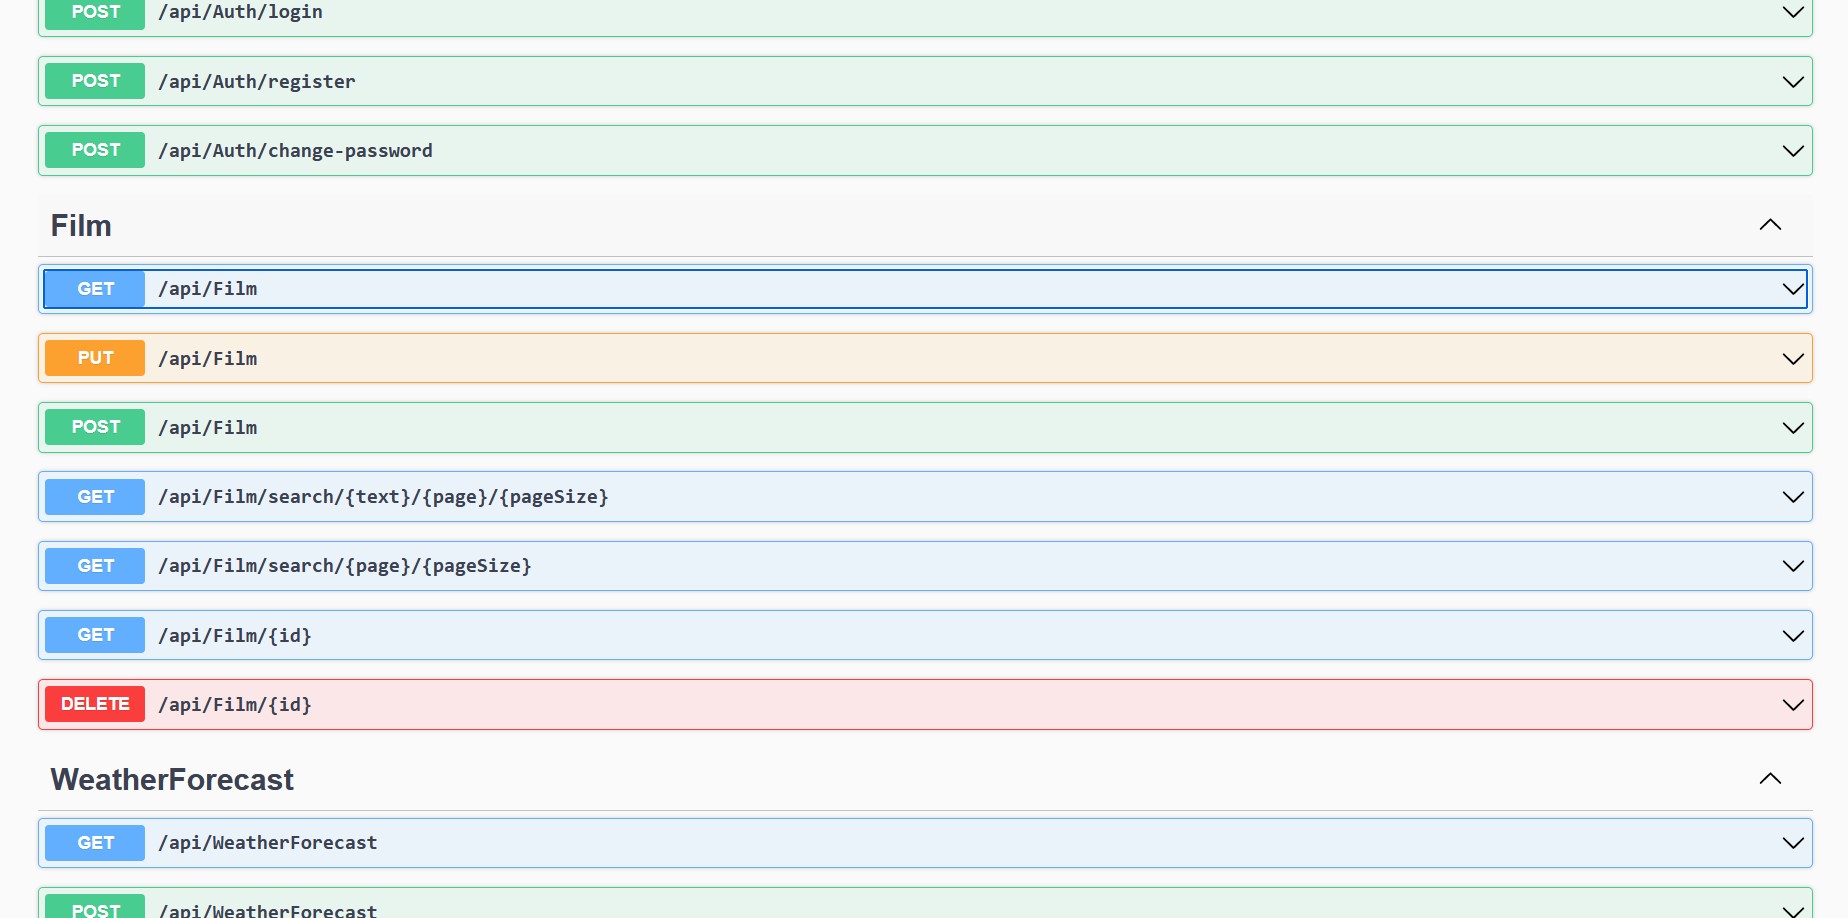 POST /api/Auth/login
POST /api/Auth/register
POST /api/Auth/change-password
Film
GET /api/Film
PUT /api/Film
POST /api/Film
GET /api/Film/search/{text}/{page}/{pageSize}
GET /api/Film/search/{page}/{pageSize}
GET /api/Film/{id}
DELETE /api/Film/{id}
WeatherForecast
GET /api/WeatherForecast
POST /api/WeatherForecast